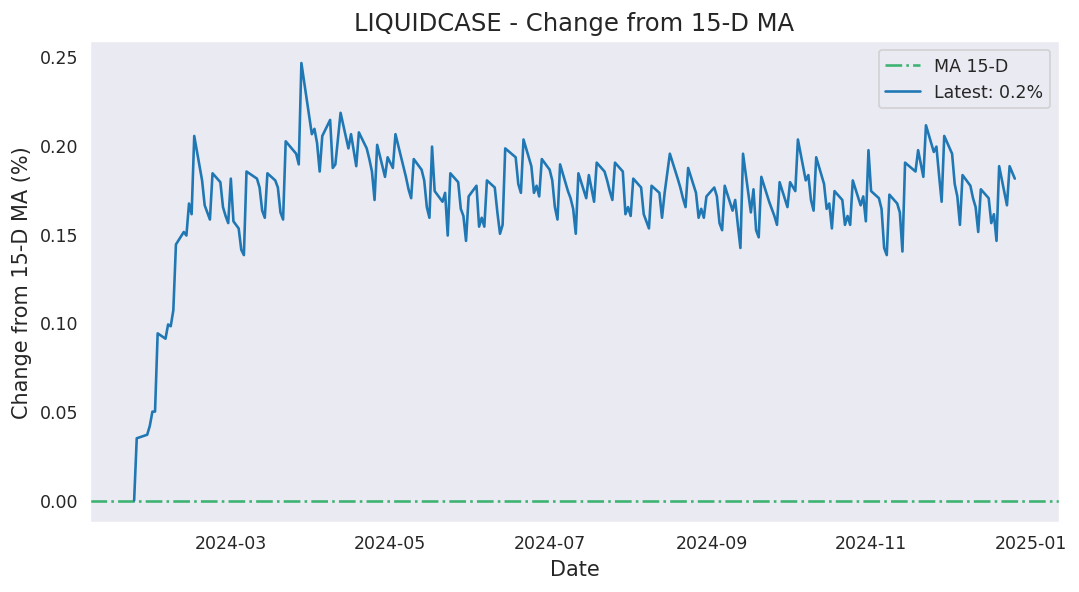 LIQUIDCASE - Change from 15-D MA
Change from 15-D MA (%)
0.25
0.20
0.15
0.10
0.05
0.00
MA 15-D
Latest: 0.2%
2024-03
2024-05
2024-07
2024-09
2024-11
2025-01
Date